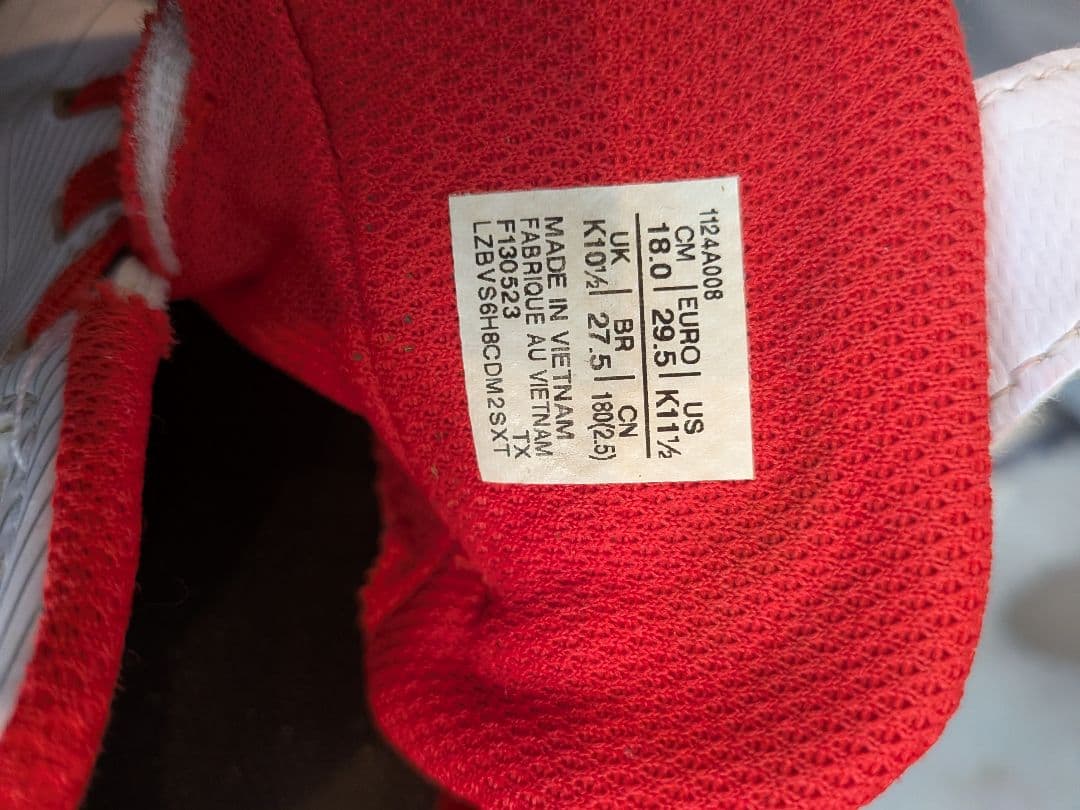 1124A008
CM | EURO | US
18.0 | 29.5 | K11½
UK | BR | CN
K10½ | 27.5 | 180(2.5)
MADE IN VIETNAM
FABRIQUE AU VIETNAM
F130523 TX
LZBVS6H8CDM2SXT